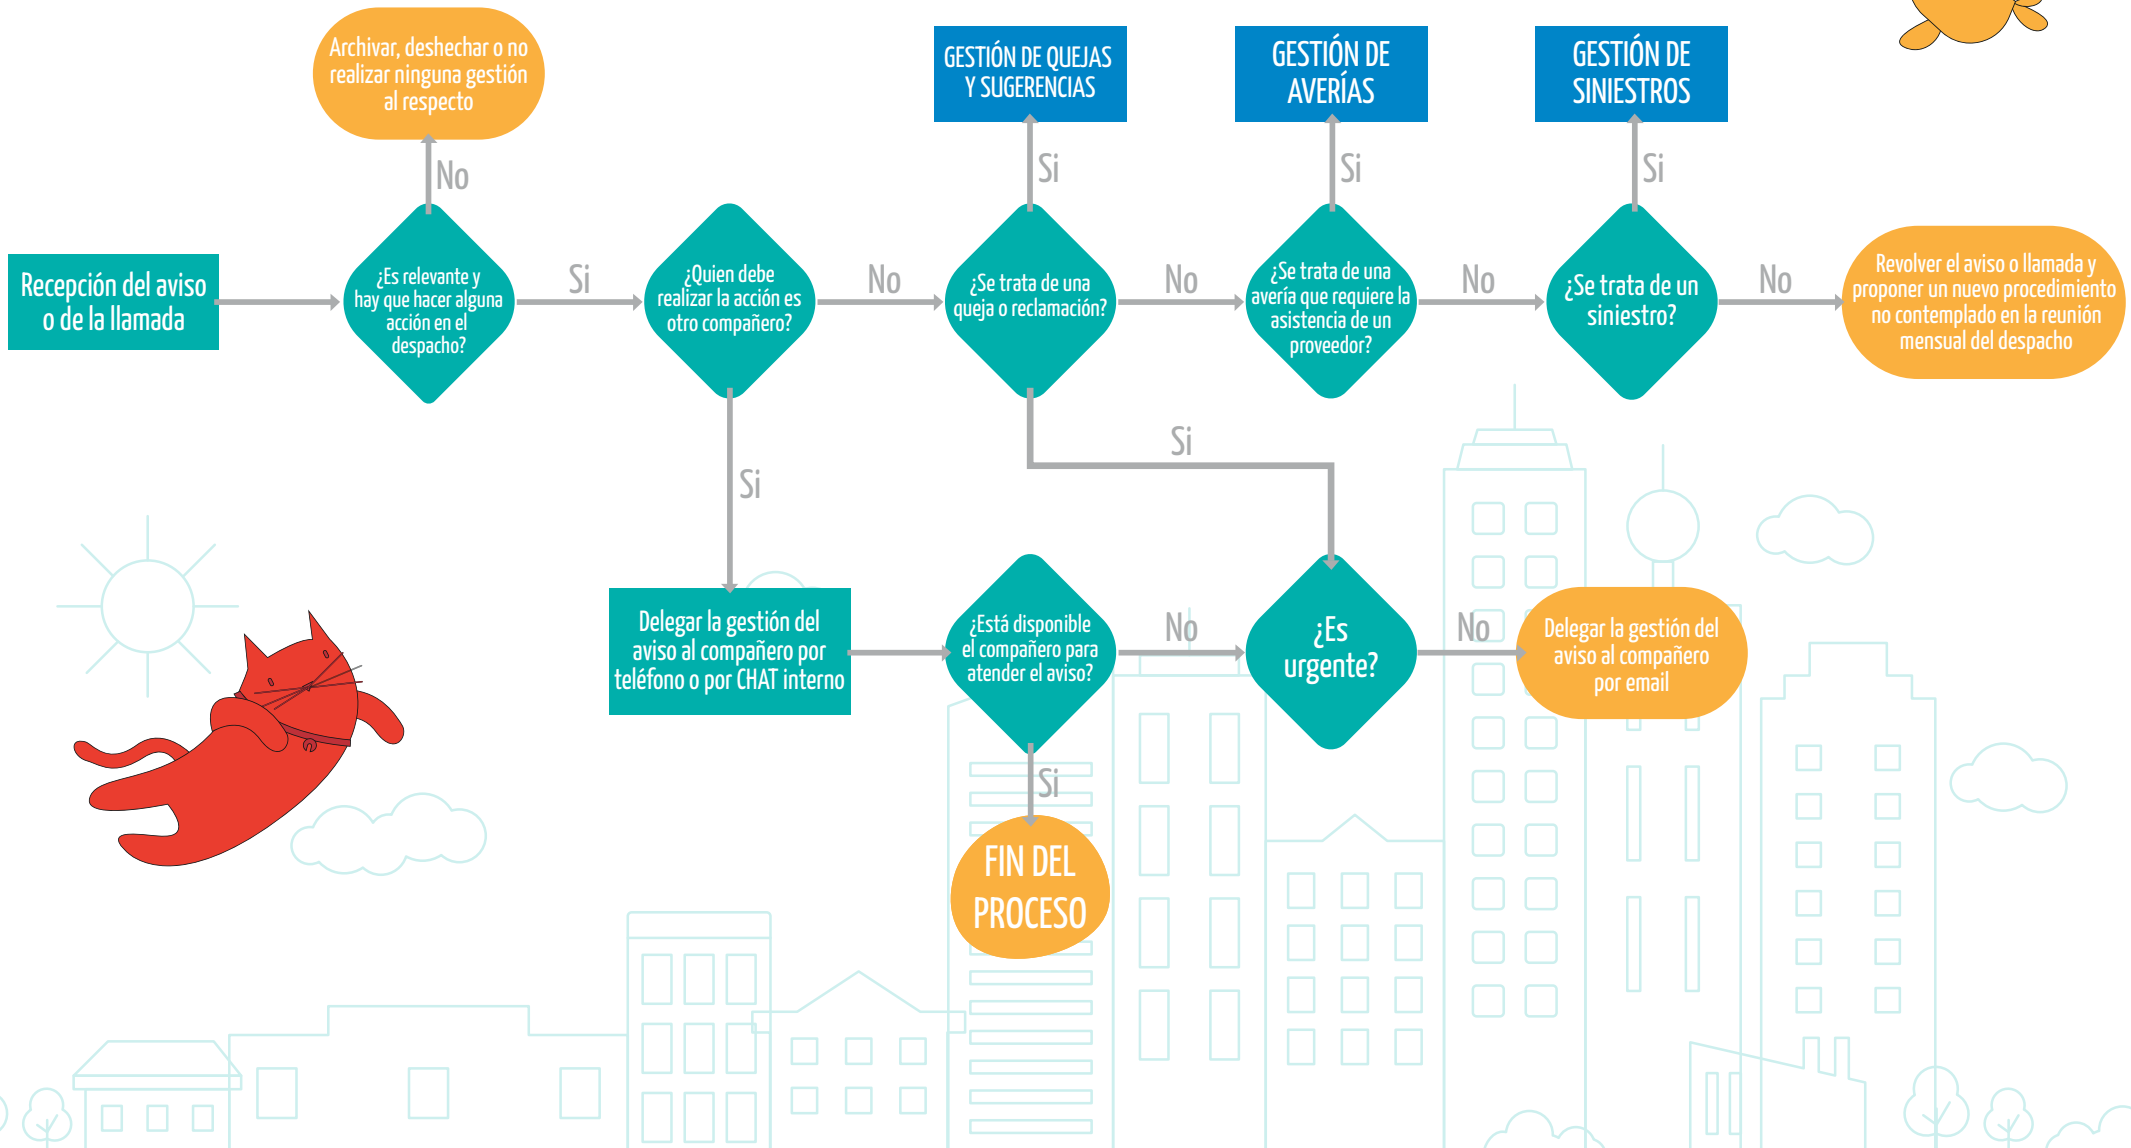 Archivar, deshechar o no
realizar ninguna gestión
al respecto
GESTIÓN DE QUEJAS
Y SUGERENCIAS
GESTIÓN DE
AVERÍAS
GESTIÓN DE
SINIESTROS
No
Si
Si
Si
Recepción del aviso
o de la llamada
¿Es relevante y
hay que hacer alguna
acción en el
despacho?
Si
¿Quien debe
realizar la acción es
otro compañero?
No
¿Se trata de una
queja o reclamación?
No
¿Se trata de una
avería que requiere la
asistencia de un
proveedor?
No
¿Se trata de un
siniestro?
No
Revolver el aviso o llamada y
proponer un nuevo procedimiento
no contemplado en la reunión
mensual del despacho
Si
Si
Delegar la gestión del
aviso al compañero por
teléfono o por CHAT interno
¿Está disponible
el compañero para
atender el aviso?
No
¿Es
urgente?
No
Delegar la gestión del
aviso al compañero
por email
Si
FIN DEL
PROCESO